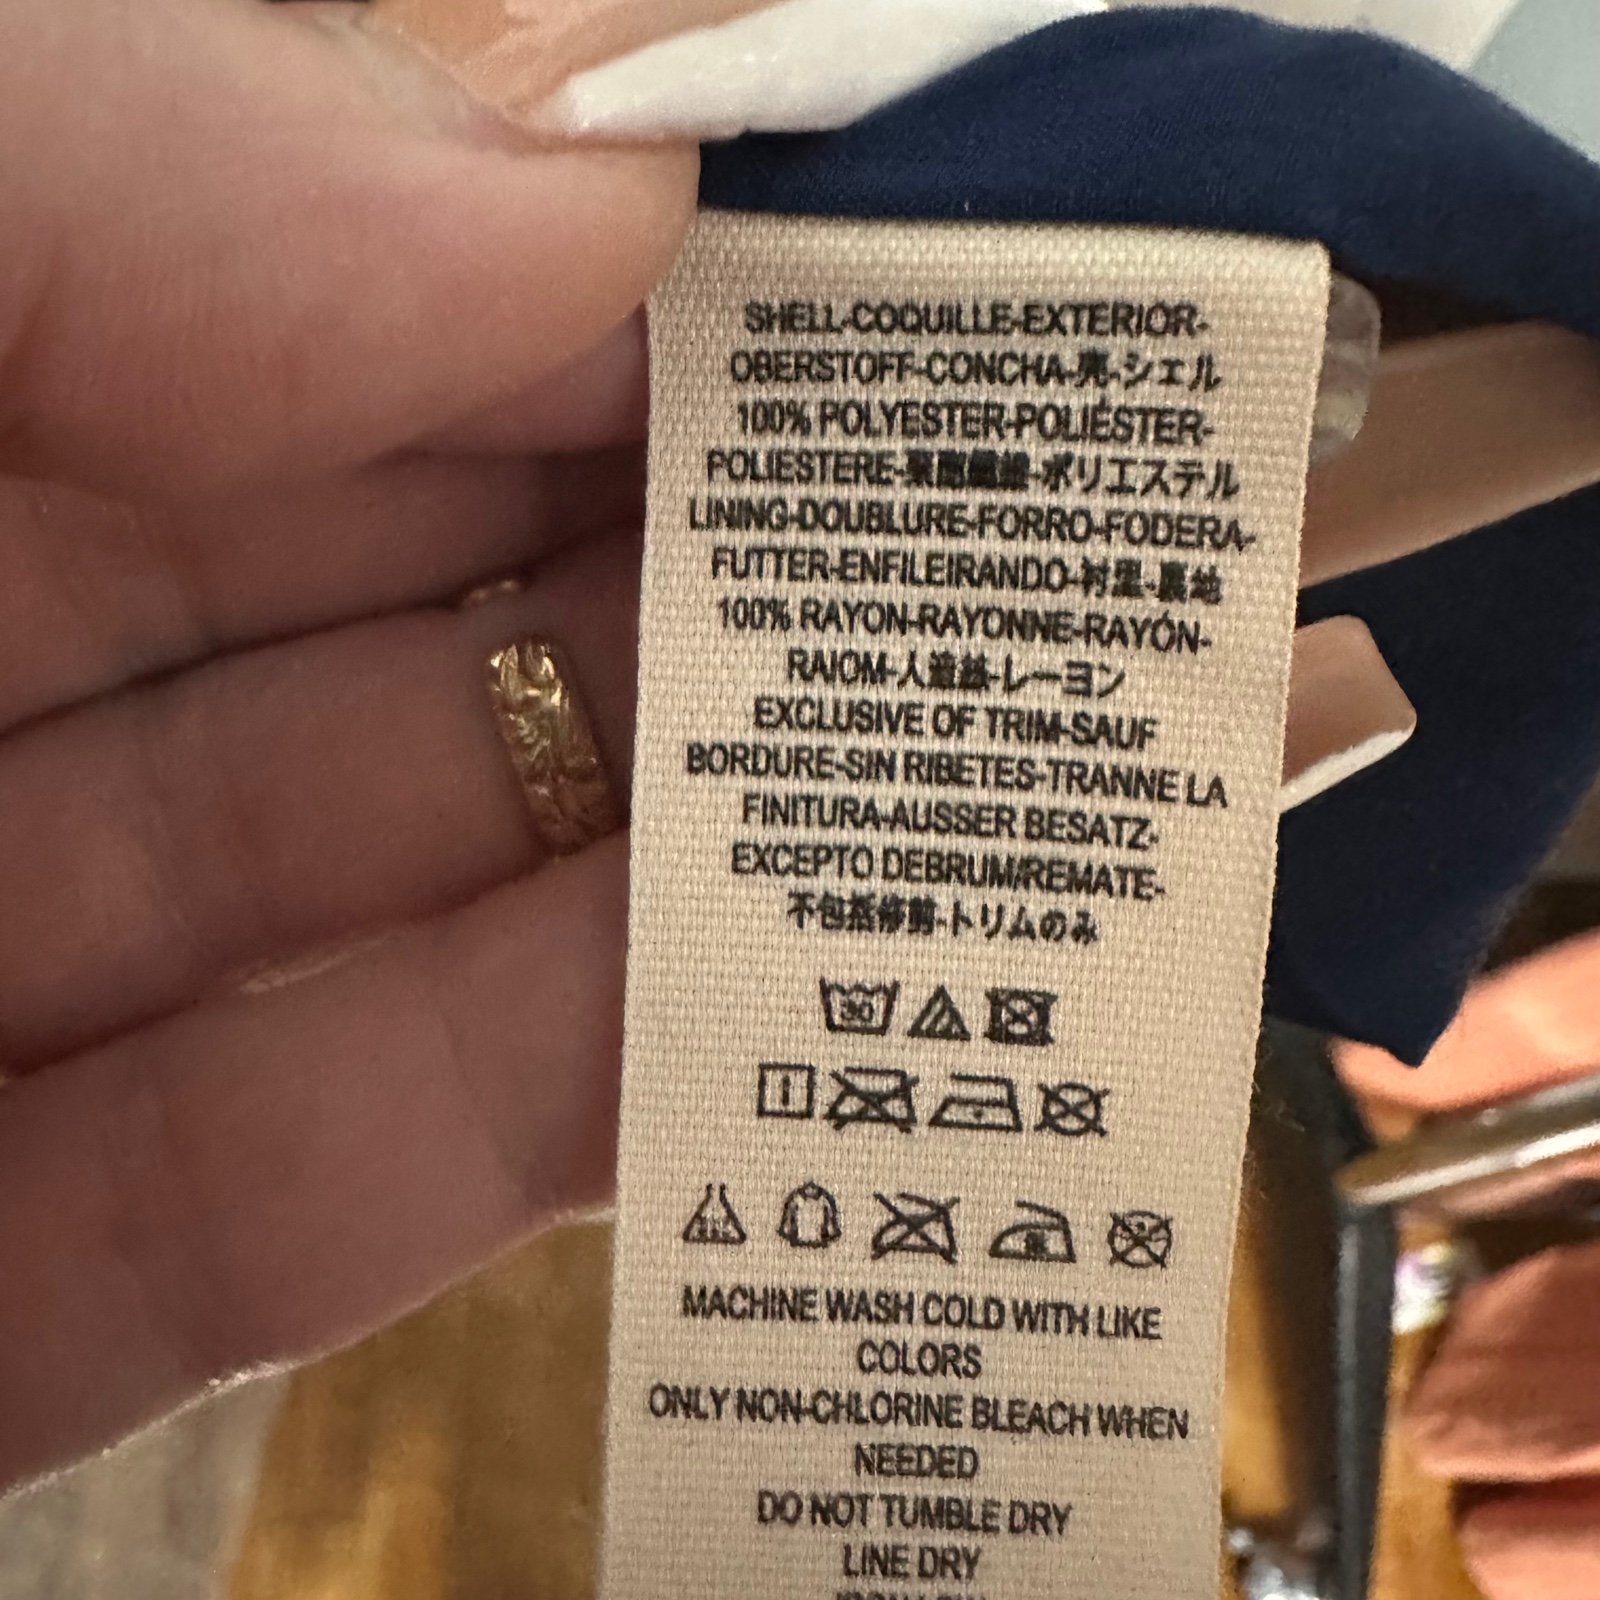 SHELL-COQUILLE-EXTERIOR-
OBERSTOFF-CONCHA-壳-シェル
100% POLYESTER-POLIÉSTER-
POLIESTERE-聚酯纖維-ポリエステル
LINING-DOUBLURE-FORRO-FODERA-
FUTTER-ENFILEIRANDO-衬里-裏地
100% RAYON-RAYONNE-RAYÓN-
RAIOM-人造絲-レーヨン
EXCLUSIVE OF TRIM-SAUF
BORDURE-SIN RIBETES-TRANNE LA
FINITURA-AUSSER BESATZ-
EXCEPTO DEBRUM/REMATE-
不包括修剪-トリムのみ
30
MACHINE WASH COLD WITH LIKE
COLORS
ONLY NON-CHLORINE BLEACH WHEN
NEEDED
DO NOT TUMBLE DRY
LINE DRY